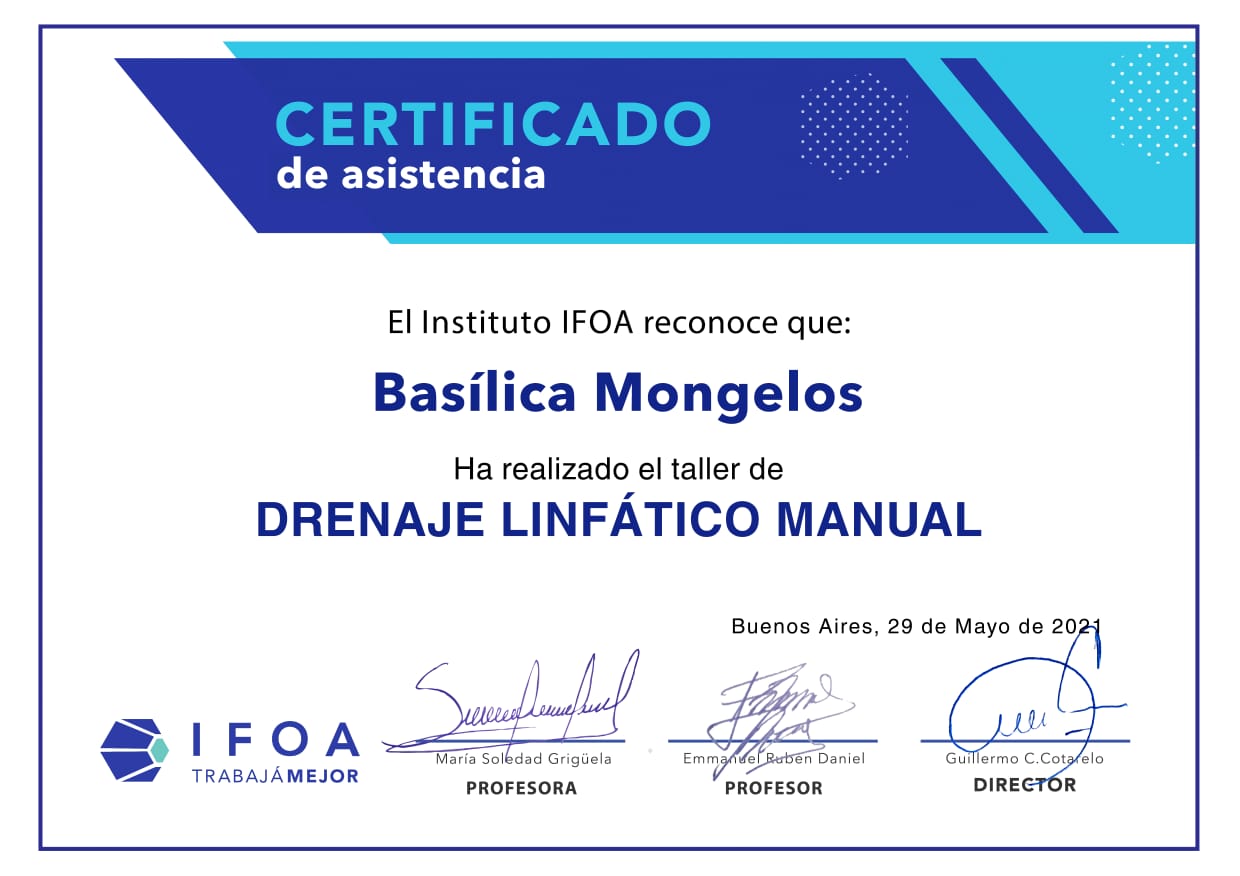 CERTIFICADO
de asistencia
El Instituto IFOA reconoce que:
Basílica Mongelos
Ha realizado el taller de
DRENAJE LINFÁTICO MANUAL
Buenos Aires, 29 de Mayo de 2021
IFOA
TRABAJÁMEJOR
María Soledad Grigüela
PROFESORA
Emmanuel Rubén Daniel
PROFESOR
Guillermo C.Cotarelo
DIRECTOR